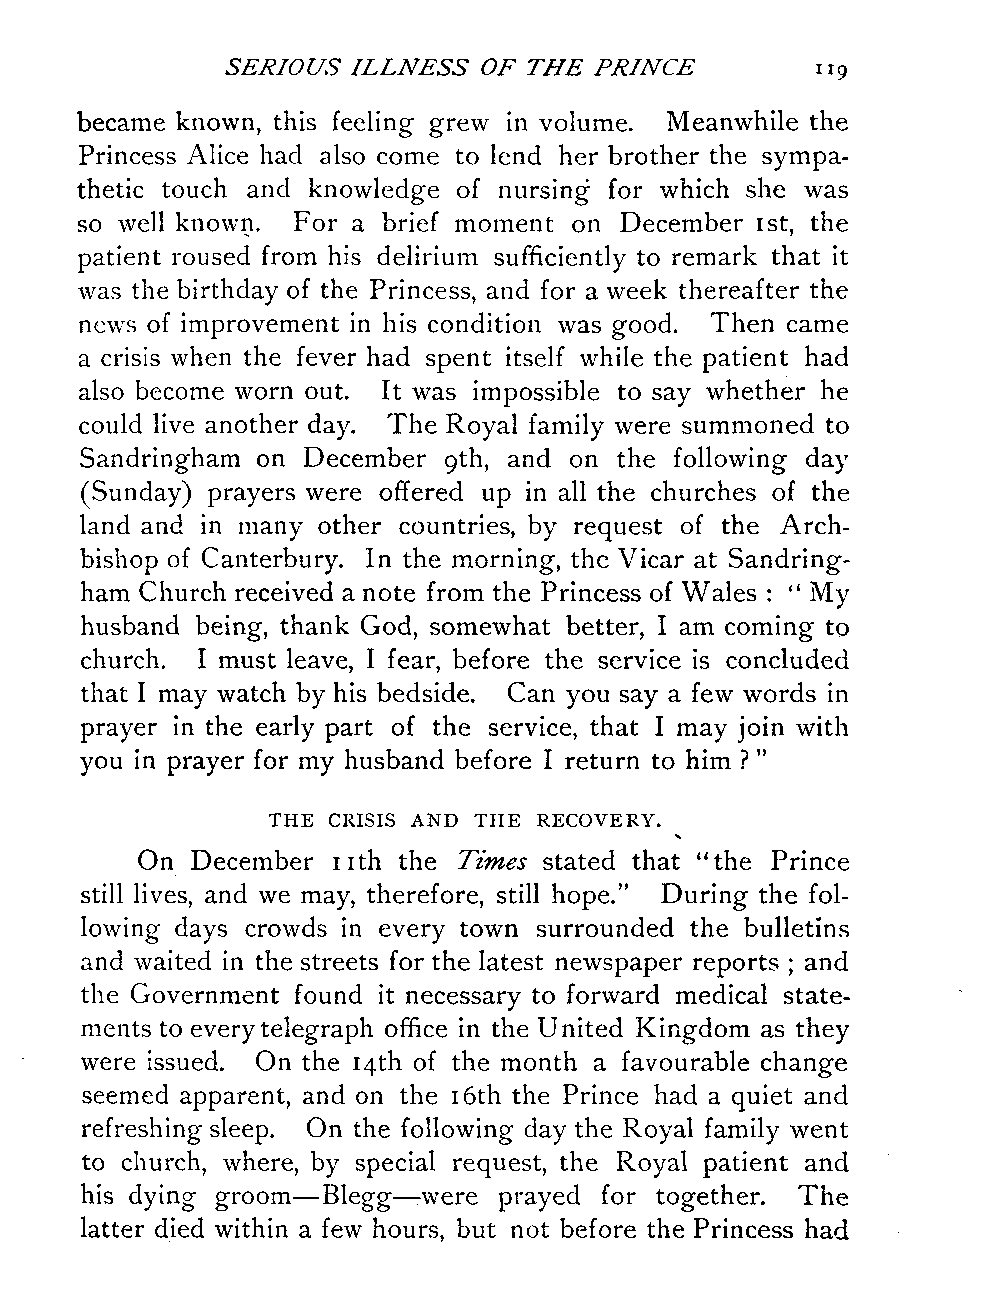 SERIOUS ILLNESS OF THE PRINCE 119
became known, this feeling grew in volume. Meanwhile the
Princess Alice had also come to lend her brother the sympa-
thetic touch and knowledge of nursing for which she was
so well known. For a brief moment on December 1st, the
patient roused from his delirium sufficiently to remark that it
was the birthday of the Princess, and for a week thereafter the
news of improvement in his condition was good. Then came
a crisis when the fever had spent itself while the patient had
also become worn out. It was impossible to say whether he
could live another day. The Royal family were summoned to
Sandringham on December 9th, and on the following day
(Sunday) prayers were offered up in all the churches of the
land and in many other countries, by request of the Arch-
bishop of Canterbury. In the morning, the Vicar at Sandring-
ham Church received a note from the Princess of Wales : "My
husband being, thank God, somewhat better, I am coming to
church. I must leave, I fear, before the service is concluded
that I may watch by his bedside. Can you say a few words in
prayer in the early part of the service, that I may join with
you in prayer for my husband before I return to him ?"
THE CRISIS AND THE RECOVERY.
On December 11th the Times stated that "the Prince
still lives, and we may, therefore, still hope." During the fol-
lowing days crowds in every town surrounded the bulletins
and waited in the streets for the latest newspaper reports ; and
the Government found it necessary to forward medical state-
ments to every telegraph office in the United Kingdom as they
were issued. On the 14th of the month a favourable change
seemed apparent, and on the 16th the Prince had a quiet and
refreshing sleep. On the following day the Royal family went
to church, where, by special request, the Royal patient and
his dying groom—Blegg—were prayed for together. The
latter died within a few hours, but not before the Princess had